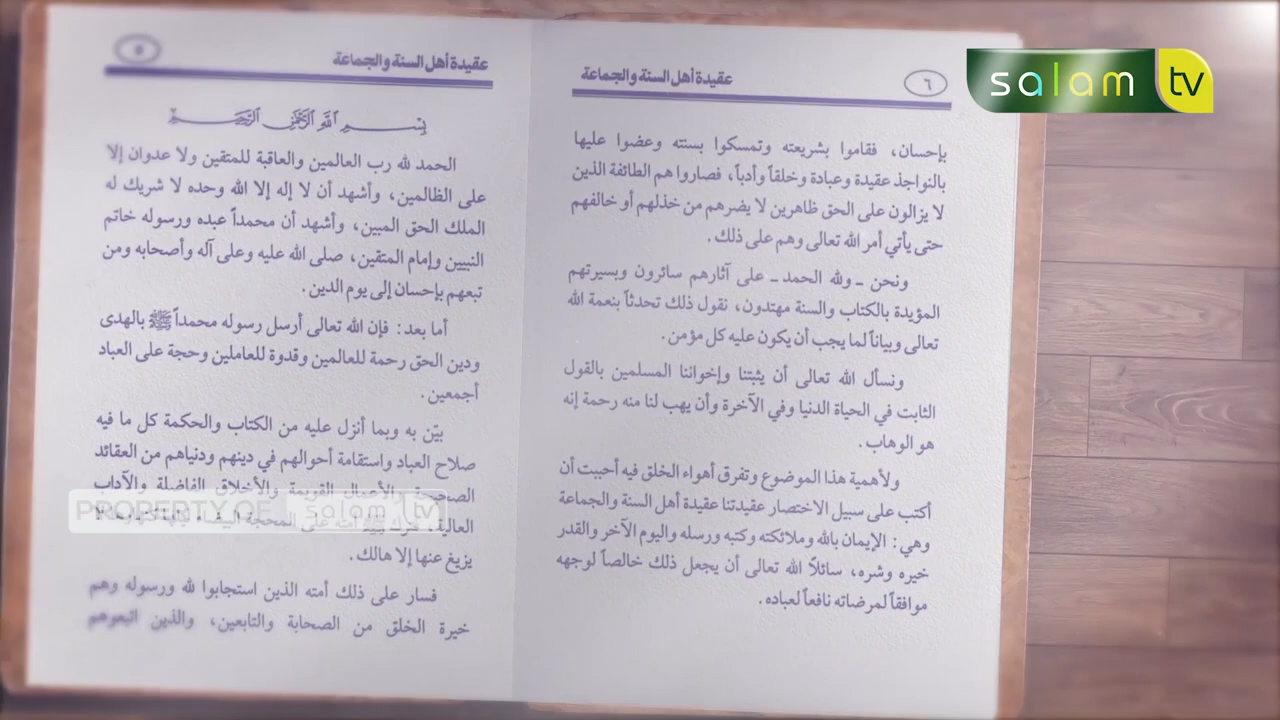 ٥
عقيدة أهل السنة والجماعة
بسم الله الرحمن الرحيم
الحمد لله رب العالمين والعاقبة للمتقين ولا عدوان إلا
على الظالمين، وأشهد أن لا إله إلا الله وحده لا شريك له
الملك الحق المبين، وأشهد أن محمداً عبده ورسوله خاتم
النبيين وإمام المتقين، صلى الله عليه وعلى آله وأصحابه ومن
تبعهم بإحسان إلى يوم الدين.
أما بعد: فإن الله تعالى أرسل رسوله محمداً ﷺ بالهدى
ودين الحق رحمة للعالمين وقدوة للعاملين وحجة على العباد
أجمعين.
بيّن به وبما أنزل عليه من الكتاب والحكمة كل ما فيه
صلاح العباد واستقامة أحوالهم في دينهم ودنياهم من العقائد
الصحيحة والأعمال القويمة والأخلاق الفاضلة والآداب
العالية، ﷺ أمته على المحجة البيضاء
يزيغ عنها إلا هالك.
فسار على ذلك أمته الذين استجابوا لله ورسوله وهم
خيرة الخلق من الصحابة والتابعين، والذين اتبعوهم
عقيدة أهل السنة والجماعة
٦
بإحسان، فقاموا بشريعته وتمسكوا بسنته وعضوا عليها
بالنواجذ عقيدة وعبادة وخلقاً وأدباً، فصاروا هم الطائفة الذين
لا يزالون على الحق ظاهرين لا يضرهم من خذلهم أو خالفهم
حتى يأتي أمر الله تعالى وهم على ذلك.
ونحن ـ ولله الحمد ـ على آثارهم سائرون وبسيرتهم
المؤيدة بالكتاب والسنة مهتدون، نقول ذلك تحدثاً بنعمة الله
تعالى وبياناً لما يجب أن يكون عليه كل مؤمن.
ونسأل الله تعالى أن يثبتنا وإخواننا المسلمين بالقول
الثابت في الحياة الدنيا وفي الآخرة وأن يهب لنا منه رحمة إنه
هو الوهاب.
ولأهمية هذا الموضوع وتفرق أهواء الخلق فيه أحببت أن
أكتب على سبيل الاختصار عقيدتنا عقيدة أهل السنة والجماعة
وهي: الإيمان بالله وملائكته وكتبه ورسله واليوم الآخر والقدر
خيره وشره، سائلاً الله تعالى أن يجعل ذلك خالصاً لوجهه
موافقاً لمرضاته نافعاً لعباده.
salam tv
PROPERTY OF salam tv